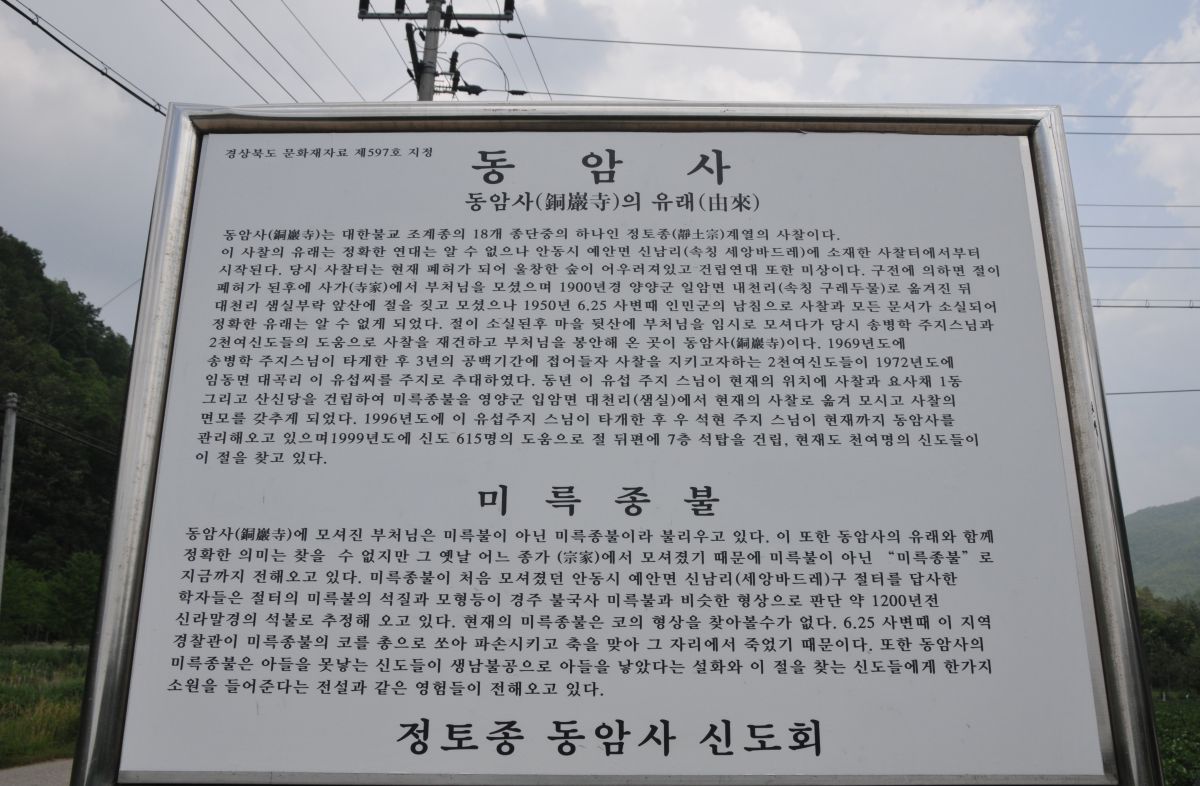 경상북도 문화재자료 제597호 지정
동 암 사
동암사(銅巖寺)의 유래(由來)
동암사(銅巖寺)는 대한불교 조계종의 18개 종단중의 하나인 정토종(靜土宗)계열의 사찰이다.
이 사찰의 유래는 정확한 연대는 알 수 없으나 안동시 예안면 신남리(속칭 세앙바드레)에 소재한 사찰터에서부터
시작된다. 당시 사찰터는 현재 폐허가 되어 울창한 숲이 어우러져있고 건립연대 또한 미상이다. 구전에 의하면 절이
폐허가 된후에 사가(寺家)에서 부처님을 모셨으며 1900년경 양양군 일암면 내천리(속칭 구레두들)로 옮겨진 뒤
대천리 샘실부락 앞산에 절을 짖고 모셨으나 1950년 6.25 사변때 인민군의 남침으로 사찰과 모든 문서가 소실되어
정확한 유래는 알 수 없게 되었다. 절이 소실된후 마을 뒷산에 부처님을 임시로 모셔다가 당시 송병학 주지스님과
2천여신도들의 도움으로 사찰을 재건하고 부처님을 봉안해 온 곳이 동암사(銅巖寺)이다. 1969년도에
송병학 주지스님이 타계한 후 3년의 공백기간에 접어들자 사찰을 지키고자하는 2천여신도들이 1972년도에
임동면 대곡리 이 유섭씨를 주지로 추대하였다. 동년 이 유섭 주지 스님이 현재의 위치에 사찰과 요사채 1동
그리고 산신당을 건립하여 미륵종불을 영양군 입암면 대천리(샘실)에서 현재의 사찰로 옮겨 모시고 사찰의
면모를 갖추게 되었다. 1996년도에 이 유섭주지 스님이 타개한 후 우 석현 주지 스님이 현재까지 동암사를
관리해오고 있으며1999년도에 신도 615명의 도움으로 절 뒤편에 7층 석탑을 건립, 현재도 천여명의 신도들이
이 절을 찾고 있다.
미 륵 종 불
동암사(銅巖寺)에 모셔진 부처님은 미륵불이 아닌 미륵종불이라 불리우고 있다. 이 또한 동암사의 유래와 함께
정확한 의미는 찾을 수 없지만 그 옛날 어느 종가 (宗家)에서 모셔졌기 때문에 미륵불이 아닌 “미륵종불”로
지금까지 전해오고 있다. 미륵종불이 처음 모셔졌던 안동시 예안면 신남리(세앙바드레)구 절터를 답사한
학자들은 절터의 미륵불의 석질과 모형등이 경주 불국사 미륵불과 비슷한 형상으로 판단 약 1200년전
신라말경의 석불로 추정해 오고 있다. 현재의 미륵종불은 코의 형상을 찾아볼수가 없다. 6.25 사변때 이 지역
경찰관이 미륵종불의 코를 총으로 쏘아 파손시키고 축을 맞아 그 자리에서 죽었기 때문이다. 또한 동암사의
미륵종불은 아들을 못낳는 신도들이 생남불공으로 아들을 낳았다는 설화와 이 절을 찾는 신도들에게 한가지
소원을 들어준다는 전설과 같은 영험들이 전해오고 있다.
정토종 동암사 신도회